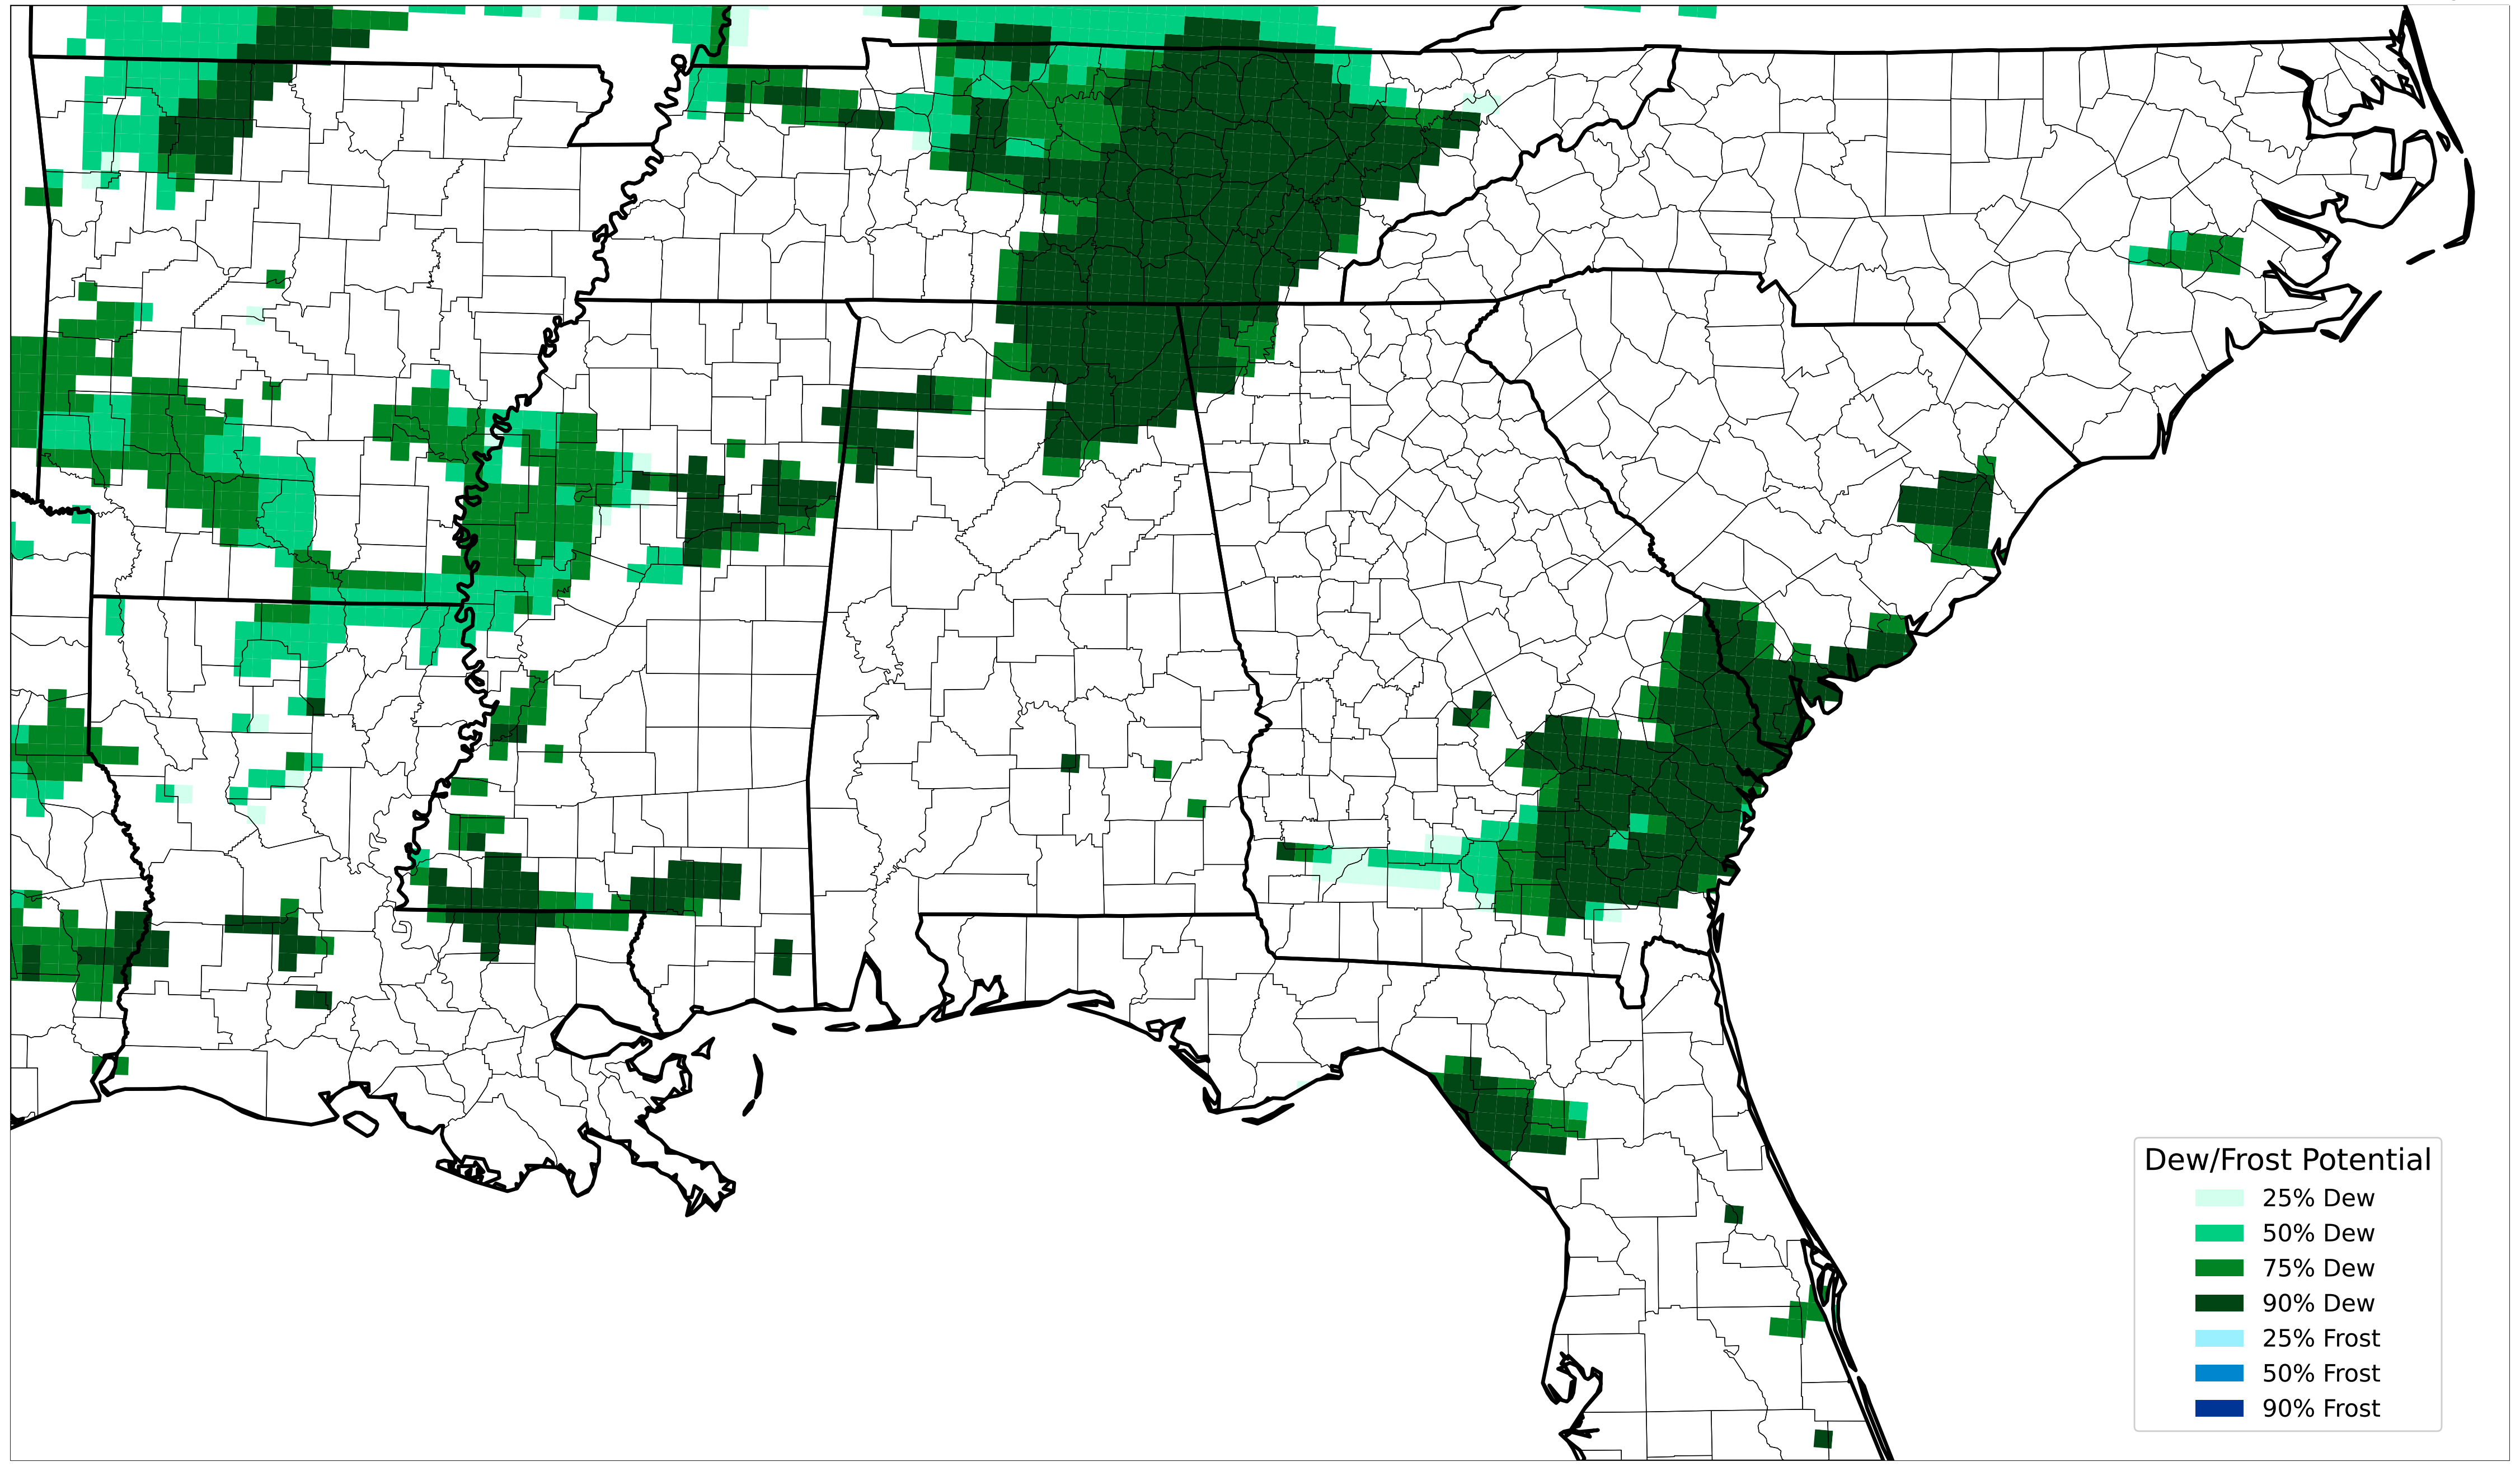 Dew/Frost Potential
25% Dew
50% Dew
75% Dew
90% Dew
25% Frost
50% Frost
90% Frost